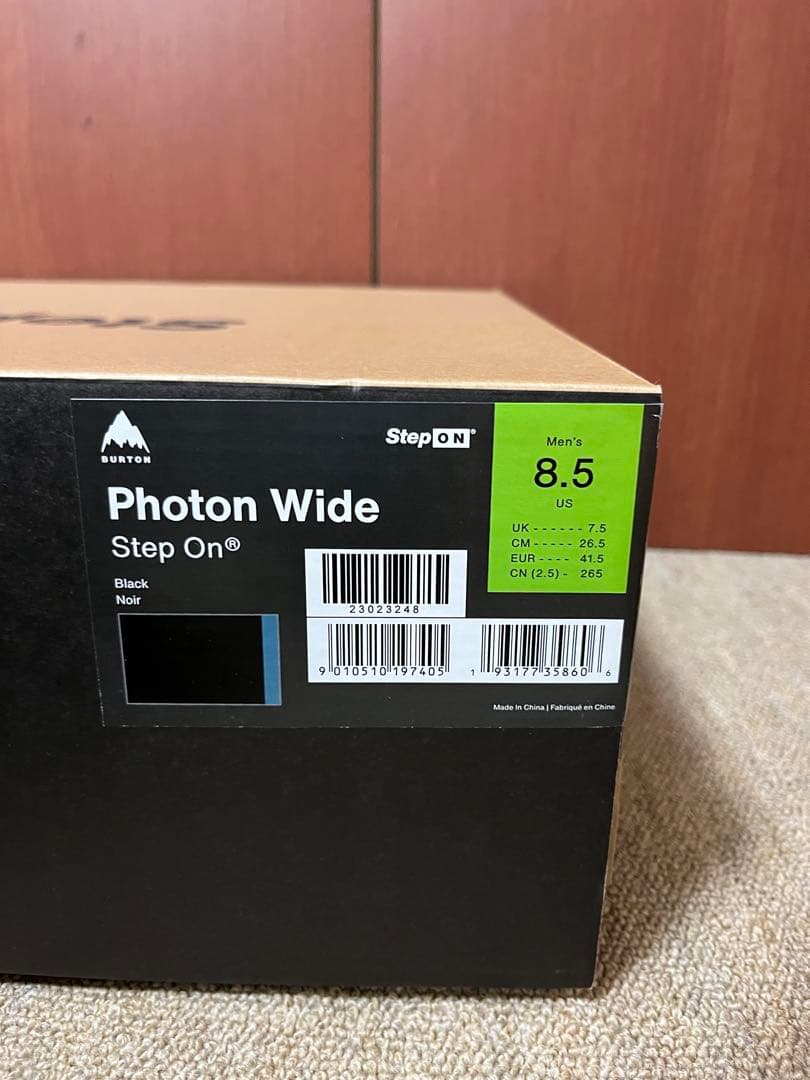 BURTON
StepON®
Photon Wide
Step On®
Black
Noir
Men's
8.5
US
UK - - - - - - 7.5
CM - - - - - 26.5
EUR - - - - 41.5
CN (2.5) - 265
23023248
9 010510 197405
1 93177 35860 6
Made In China | Fabriqué en Chine